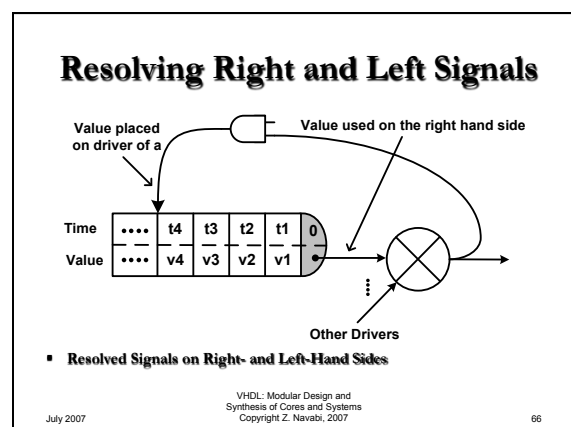 Resolving Right and Left Signals
Value placed
on driver of a
Value used on the right hand side
Time •••• t4 t3 t2 t1 0
Value •••• v4 v3 v2 v1
Other Drivers
▪ Resolved Signals on Right- and Left-Hand Sides
July 2007
VHDL: Modular Design and
Synthesis of Cores and Systems
Copyright Z. Navabi, 2007
66